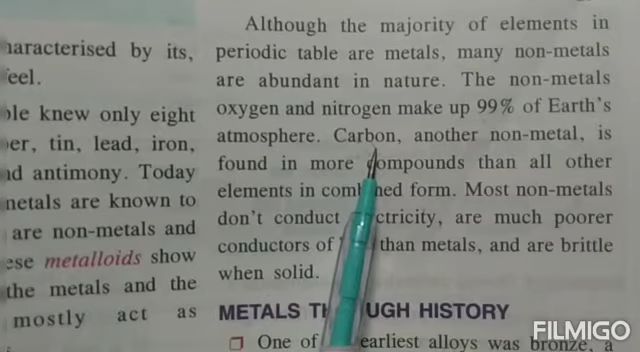 haracterised by its,
feel.
ple knew only eight
er, tin, lead, iron,
nd antimony. Today
metals are known to
are non-metals and
ese metalloids show
the metals and the
mostly act as
Although the majority of elements in
periodic table are metals, many non-metals
are abundant in nature. The non-metals
oxygen and nitrogen make up 99% of Earth's
atmosphere. Carbon, another non-metal, is
found in more compounds than all other
elements in combined form. Most non-metals
don't conduct electricity, are much poorer
conductors of than metals, and are brittle
when solid.
METALS THROUGH HISTORY
❒ One of earliest alloys was bronze, a
FILMIGO